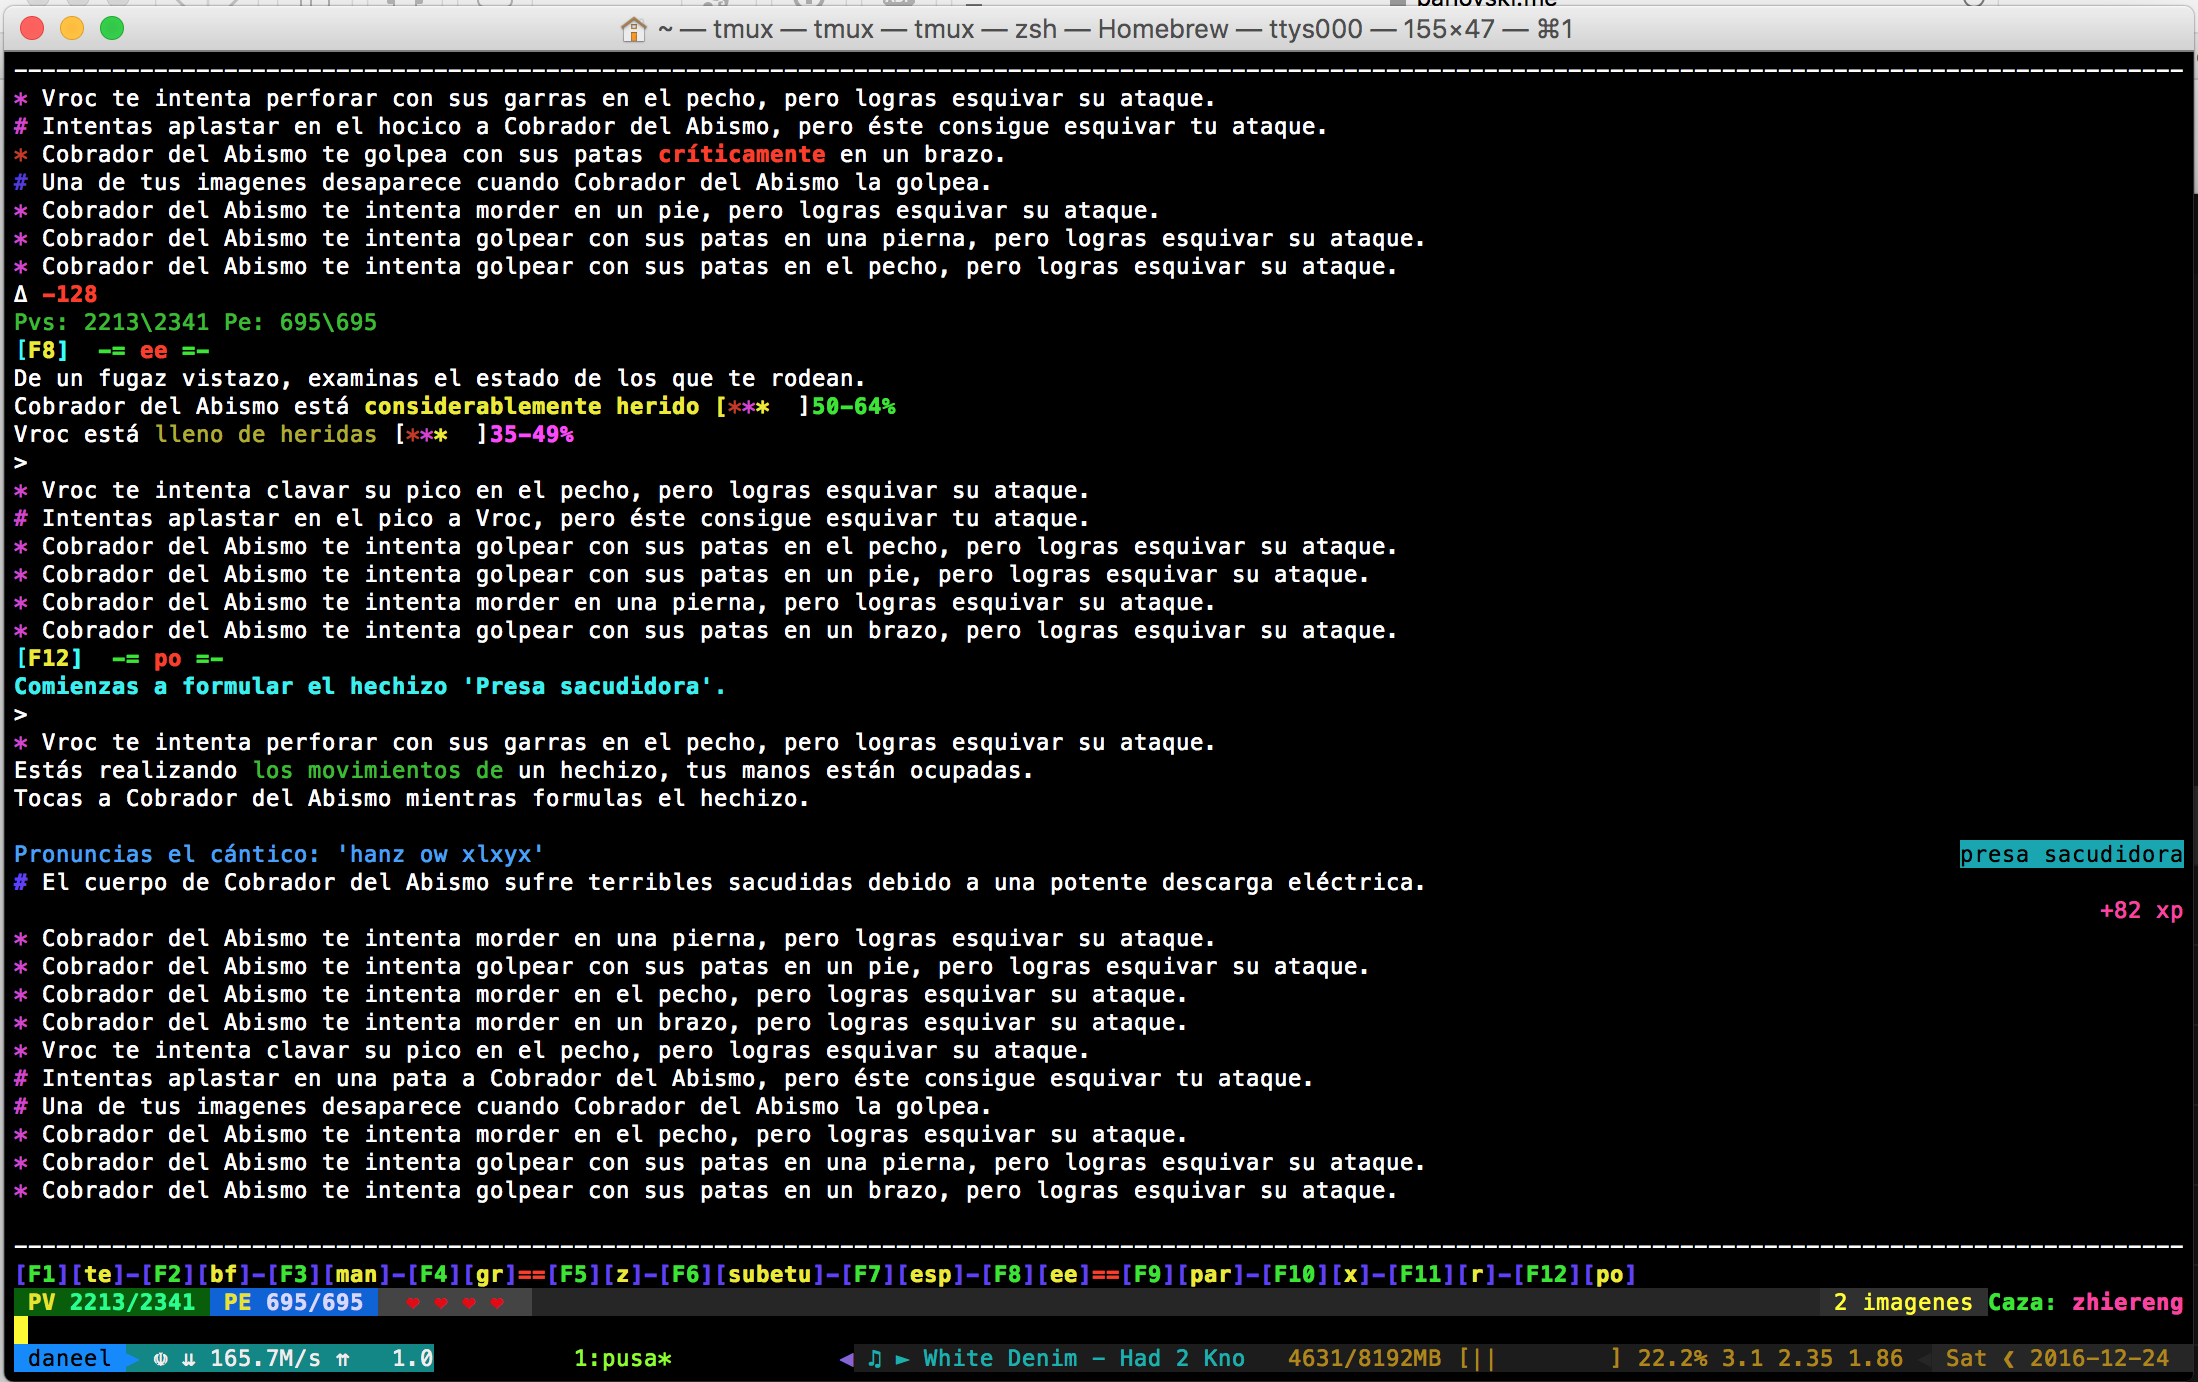 ~ — tmux — tmux — tmux — zsh — Homebrew — ttys000 — 155×47 — ⌘1
* Vroc te intenta perforar con sus garras en el pecho, pero logras esquivar su ataque.
# Intentas aplastar en el hocico a Cobrador del Abismo, pero éste consigue esquivar tu ataque.
* Cobrador del Abismo te golpea con sus patas críticamente en un brazo.
# Una de tus imagenes desaparece cuando Cobrador del Abismo la golpea.
* Cobrador del Abismo te intenta morder en un pie, pero logras esquivar su ataque.
* Cobrador del Abismo te intenta golpear con sus patas en una pierna, pero logras esquivar su ataque.
* Cobrador del Abismo te intenta golpear con sus patas en el pecho, pero logras esquivar su ataque.
Δ -128
Pvs: 2213\2341 Pe: 695\695
[F8]  -= ee =-
De un fugaz vistazo, examinas el estado de los que te rodean.
Cobrador del Abismo está considerablemente herido [***  ]50-64%
Vroc está lleno de heridas [***  ]35-49%
>
* Vroc te intenta clavar su pico en el pecho, pero logras esquivar su ataque.
# Intentas aplastar en el pico a Vroc, pero éste consigue esquivar tu ataque.
* Cobrador del Abismo te intenta golpear con sus patas en el pecho, pero logras esquivar su ataque.
* Cobrador del Abismo te intenta golpear con sus patas en un pie, pero logras esquivar su ataque.
* Cobrador del Abismo te intenta morder en una pierna, pero logras esquivar su ataque.
* Cobrador del Abismo te intenta golpear con sus patas en un brazo, pero logras esquivar su ataque.
[F12]  -= po =-
Comienzas a formular el hechizo 'Presa sacudidora'.
>
* Vroc te intenta perforar con sus garras en el pecho, pero logras esquivar su ataque.
Estás realizando los movimientos de un hechizo, tus manos están ocupadas.
Tocas a Cobrador del Abismo mientras formulas el hechizo.
Pronuncias el cántico: 'hanz ow xlxyx' presa sacudidora
# El cuerpo de Cobrador del Abismo sufre terribles sacudidas debido a una potente descarga eléctrica.
+82 xp
* Cobrador del Abismo te intenta morder en una pierna, pero logras esquivar su ataque.
* Cobrador del Abismo te intenta golpear con sus patas en un pie, pero logras esquivar su ataque.
* Cobrador del Abismo te intenta morder en el pecho, pero logras esquivar su ataque.
* Cobrador del Abismo te intenta morder en un brazo, pero logras esquivar su ataque.
* Vroc te intenta clavar su pico en el pecho, pero logras esquivar su ataque.
# Intentas aplastar en una pata a Cobrador del Abismo, pero éste consigue esquivar tu ataque.
# Una de tus imagenes desaparece cuando Cobrador del Abismo la golpea.
* Cobrador del Abismo te intenta morder en el pecho, pero logras esquivar su ataque.
* Cobrador del Abismo te intenta golpear con sus patas en una pierna, pero logras esquivar su ataque.
* Cobrador del Abismo te intenta golpear con sus patas en un brazo, pero logras esquivar su ataque.
[F1][te]-[F2][bf]-[F3][man]-[F4][gr]==[F5][z]-[F6][subetu]-[F7][esp]-[F8][ee]==[F9][par]-[F10][x]-[F11][r]-[F12][po]
PV 2213/2341 PE 695/695 ♥ ♥ ♥ ♥ 2 imagenes Caza: zhiereng
daneel ⇊ 165.7M/s ⇈ 1.0 1:pusa* ◀ ♫ ► White Denim - Had 2 Kno 4631/8192MB [|| ] 22.2% 3.1 2.35 1.86 Sat ❮ 2016-12-24